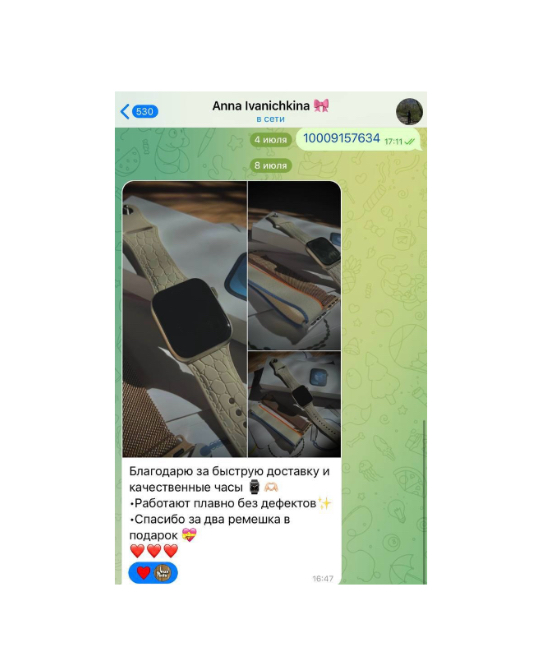 530
Anna Ivanichkina 🎀
в сети
4 июля
10009157634 17:11
8 июля
Благодарю за быструю доставку и
качественные часы ⌚🫶🏻
•Работают плавно без дефектов✨
•Спасибо за два ремешка в
подарок 💝
❤️❤️❤️
16:47